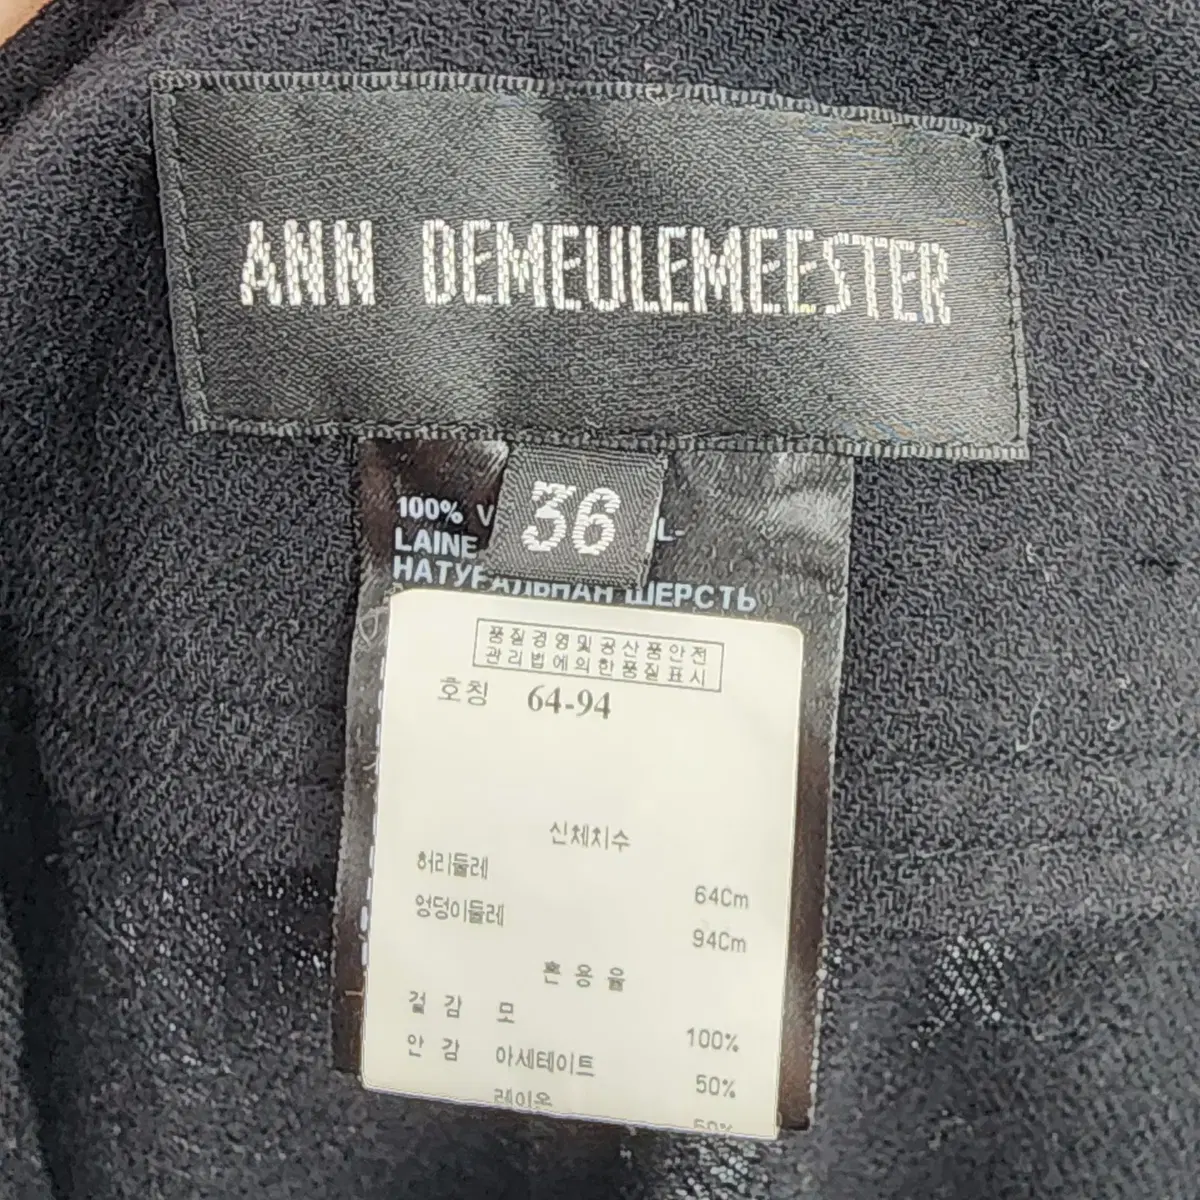 ANN DEMEULEMEESTER
36
100% V
L-
LAINE
НАТУРАЛЬНАЯ ШЕРСТЬ
품질경영및공산품안전
관리법에의한품질표시
호칭 64-94
신체치수
허리둘레 64Cm
엉덩이둘레 94Cm
혼용율
겉감 모 100%
안감 아세테이트 50%
레이온 50%